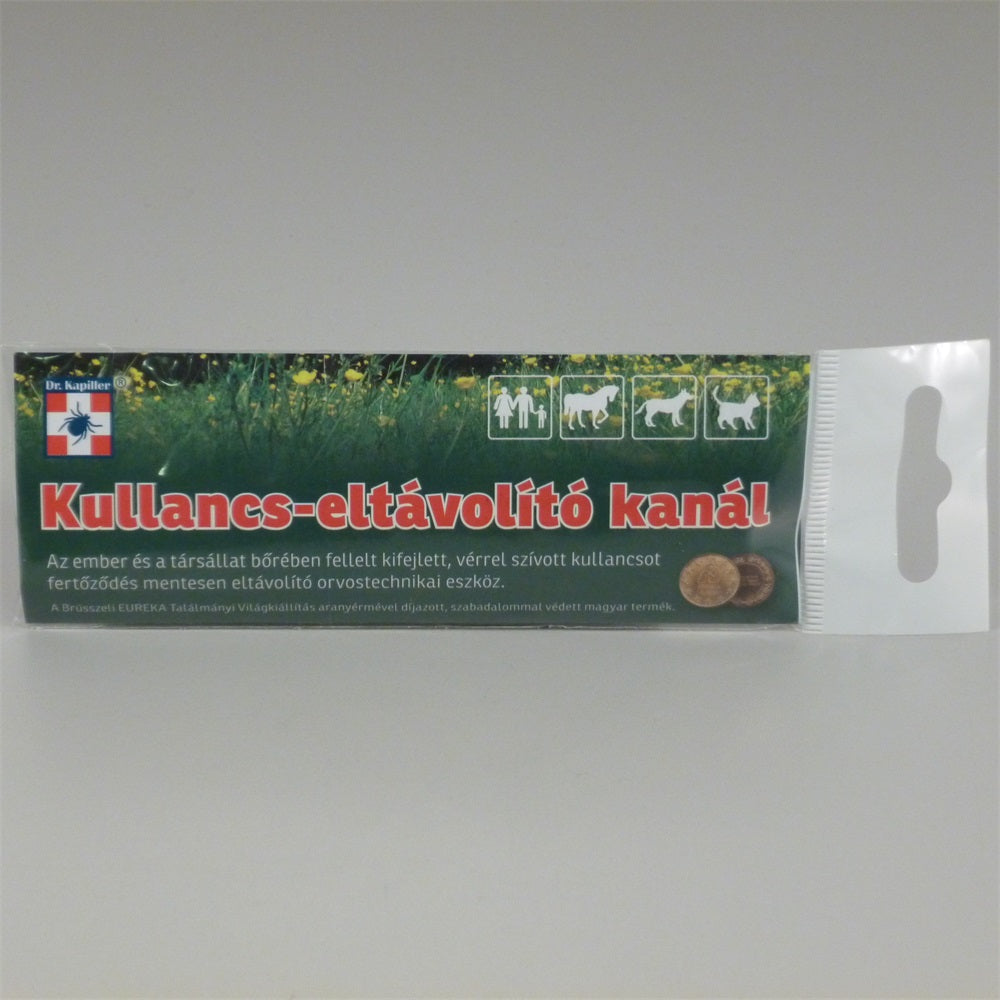 Dr. Kapiller®
Kullancs-eltávolító kanál
Az ember és a társállat bőrében fellelt kifejlett, vérrel szívott kullancsot
fertőződés mentesen eltávolító orvostechnikai eszköz.
A Brüsszeli EUREKA Találmányi Világkiállítás aranyérmével díjazott, szabadalommal védett magyar termék.